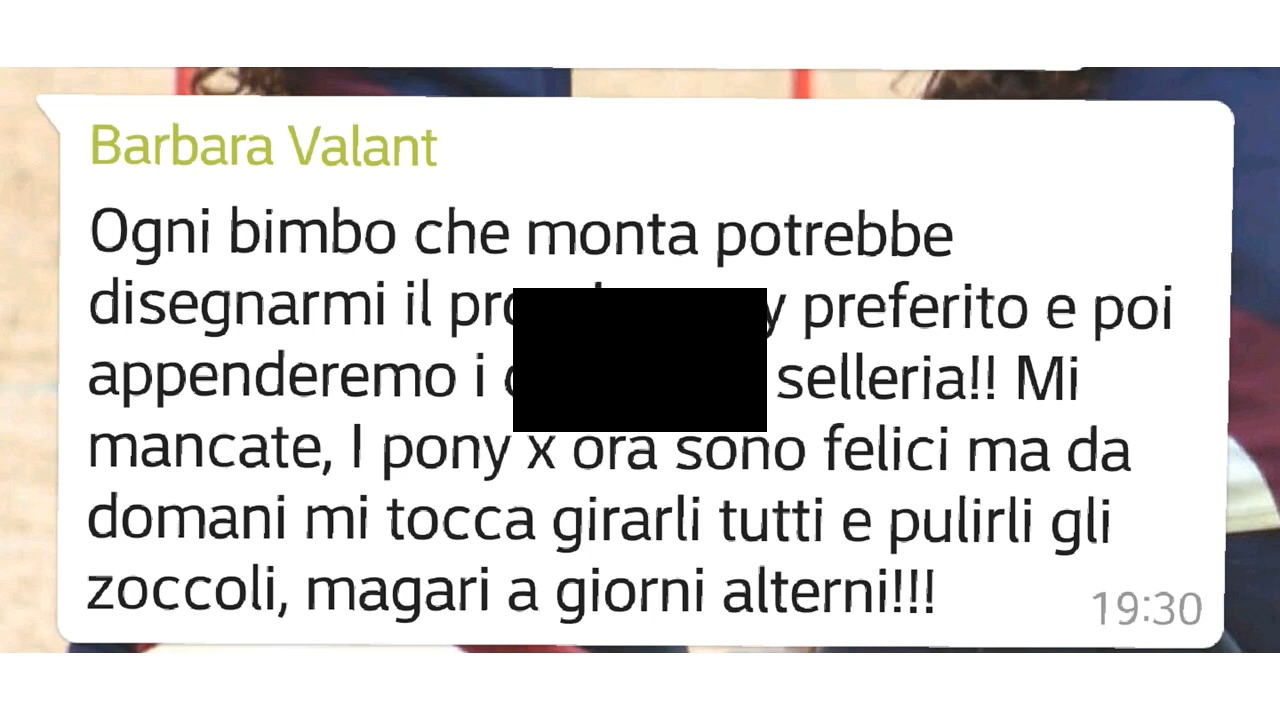 Barbara Valant
Ogni bimbo che monta potrebbe
disegnarmi il preferito e poi
appenderemo i selleria!! Mi
mancate, I pony x ora sono felici ma da
domani mi tocca girarli tutti e pulirli gli
zoccoli, magari a giorni alterni!!!
19:30